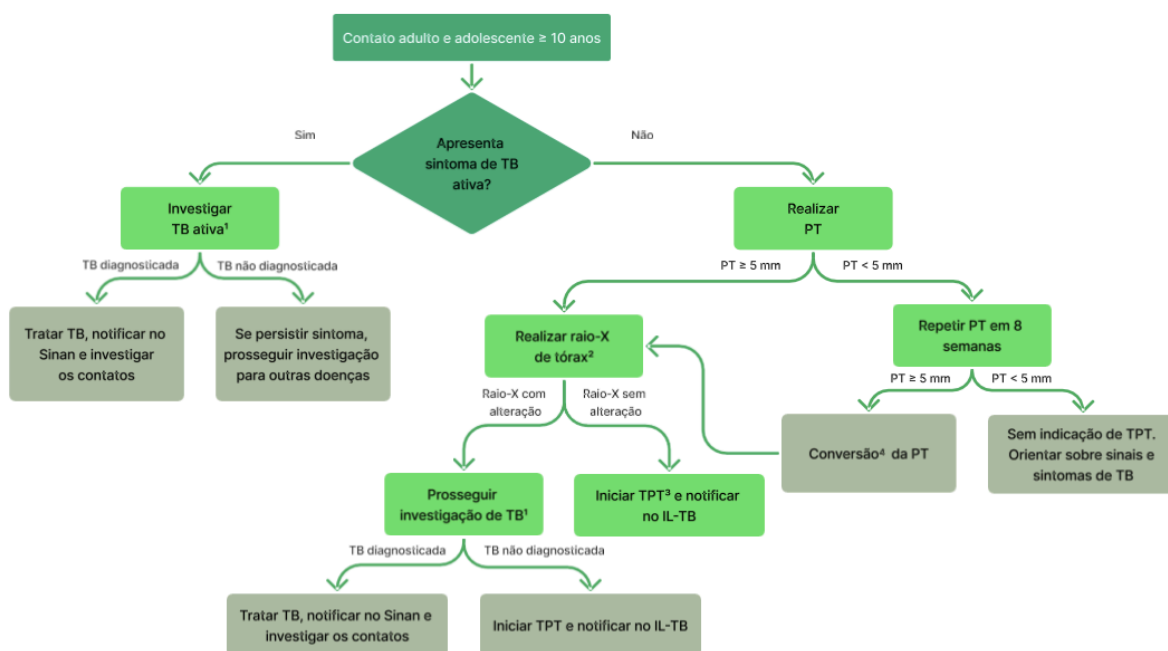 Contato adulto e adolescente ≥ 10 anos
Sim
Não
Apresenta
sintoma de TB
ativa?
Investigar
TB ativa¹
Realizar
PT
TB diagnosticada
TB não diagnosticada
PT ≥ 5 mm
PT < 5 mm
Tratar TB, notificar no
Sinan e investigar
os contatos
Se persistir sintoma,
prosseguir investigação
para outras doenças
Realizar raio-X
de tórax²
Repetir PT em 8
semanas
Raio-X com
alteração
Raio-X sem
alteração
PT ≥ 5 mm
PT < 5 mm
Conversão⁴ da PT
Sem indicação de TPT.
Orientar sobre sinais e
sintomas de TB
Prosseguir
investigação de TB¹
Iniciar TPT³ e notificar
no IL-TB
TB diagnosticada
TB não diagnosticada
Tratar TB, notificar no Sinan e
investigar os contatos
Iniciar TPT e notificar no IL-TB